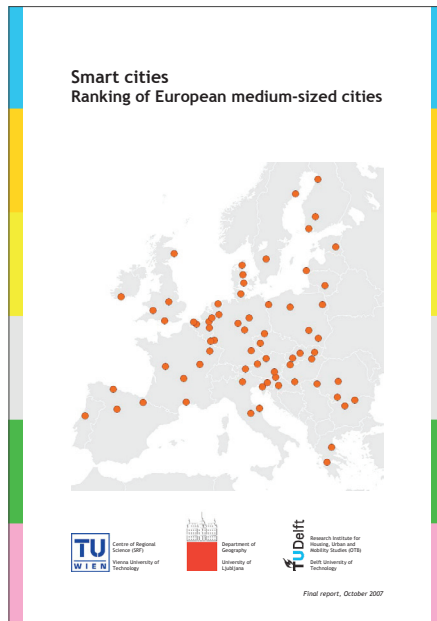 Smart cities
Ranking of European medium-sized cities
TU
WIEN
Centre of Regional
Science (SRF)
Vienna University of
Technology
Department of
Geography
University of
Ljubljana
TUDelft
Research Institute for
Housing, Urban and
Mobility Studies (OTB)
Delft University of
Technology
Final report, October 2007